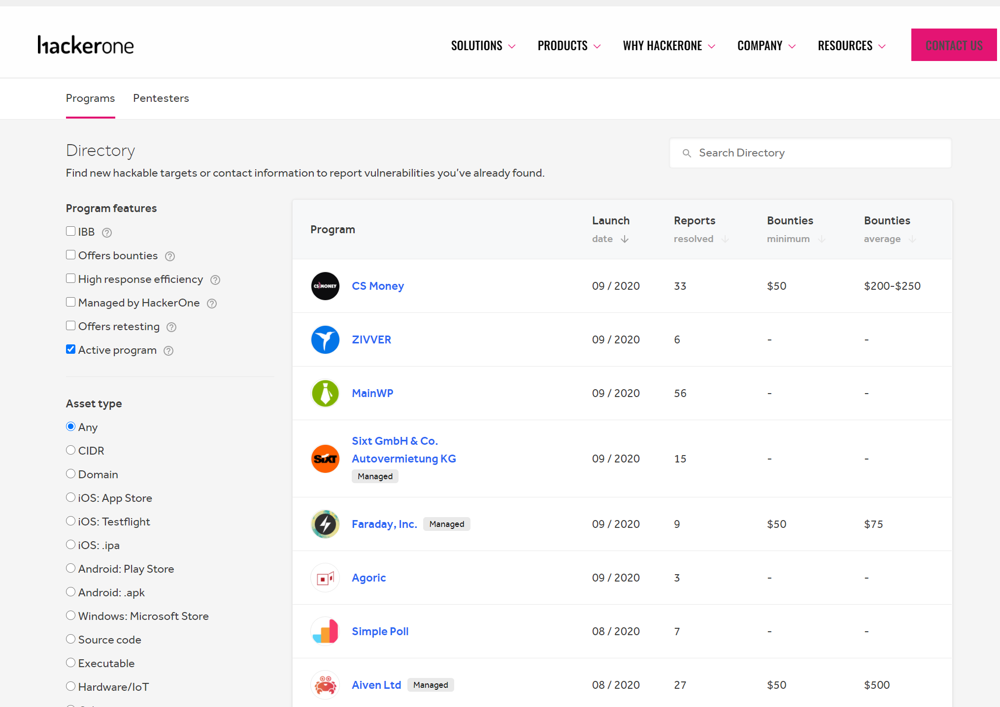 hackerone
SOLUTIONS PRODUCTS WHY HACKERONE COMPANY RESOURCES CONTACT US
Programs Pentesters
Directory
Search Directory
Find new hackable targets or contact information to report vulnerabilities you've already found.
Program features
IBB
Offers bounties
High response efficiency
Managed by HackerOne
Offers retesting
Active program
Asset type
Any
CIDR
Domain
iOS: App Store
iOS: Testflight
iOS: .ipa
Android: Play Store
Android: .apk
Windows: Microsoft Store
Source code
Executable
Hardware/IoT
Program Launch date Reports resolved Bounties minimum Bounties average
CS MONEY CS Money 09 / 2020 33 $50 $200-$250
ZIVVER 09 / 2020 6 - -
MainWP 09 / 2020 56 - -
Sixt GmbH & Co.
SiXT Autovermietung KG 09 / 2020 15 - -
Managed
Faraday, Inc. Managed 09 / 2020 9 $50 $75
Agoric 09 / 2020 3 - -
Simple Poll 08 / 2020 7 - -
Aiven Ltd Managed 08 / 2020 27 $50 $500